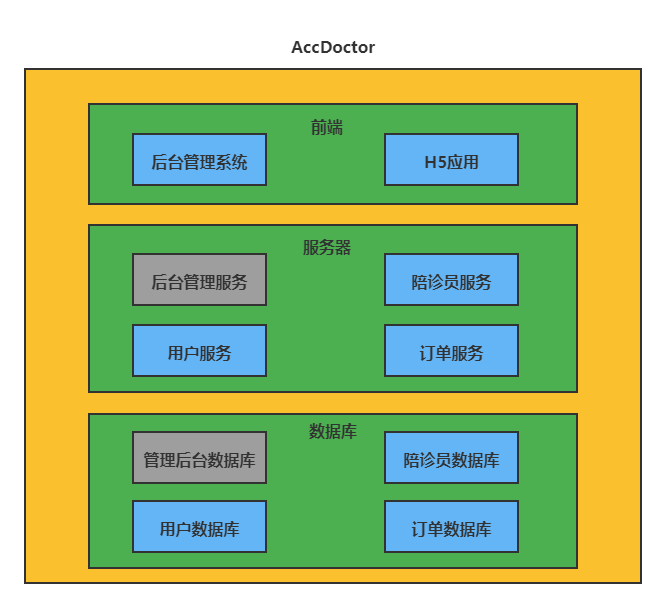 AccDoctor
前端
后台管理系统
H5应用
服务器
后台管理服务
陪诊员服务
用户服务
订单服务
数据库
管理后台数据库
陪诊员数据库
用户数据库
订单数据库